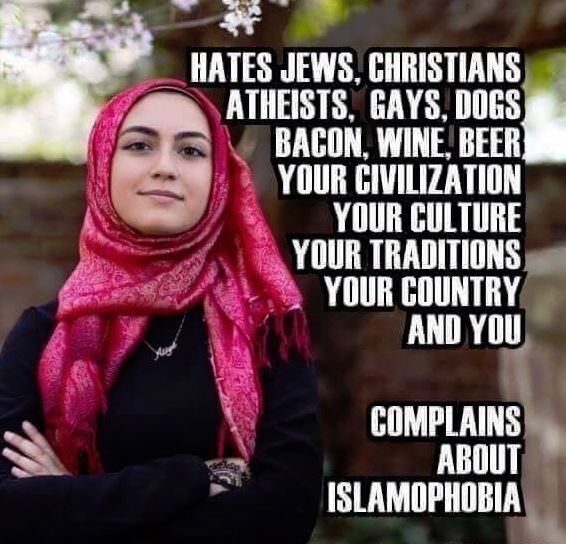 HATES JEWS, CHRISTIANS
ATHEISTS, GAYS, DOGS
BACON, WINE, BEER
YOUR CIVILIZATION
YOUR CULTURE
YOUR TRADITIONS
YOUR COUNTRY
AND YOU
COMPLAINS
ABOUT
ISLAMOPHOBIA